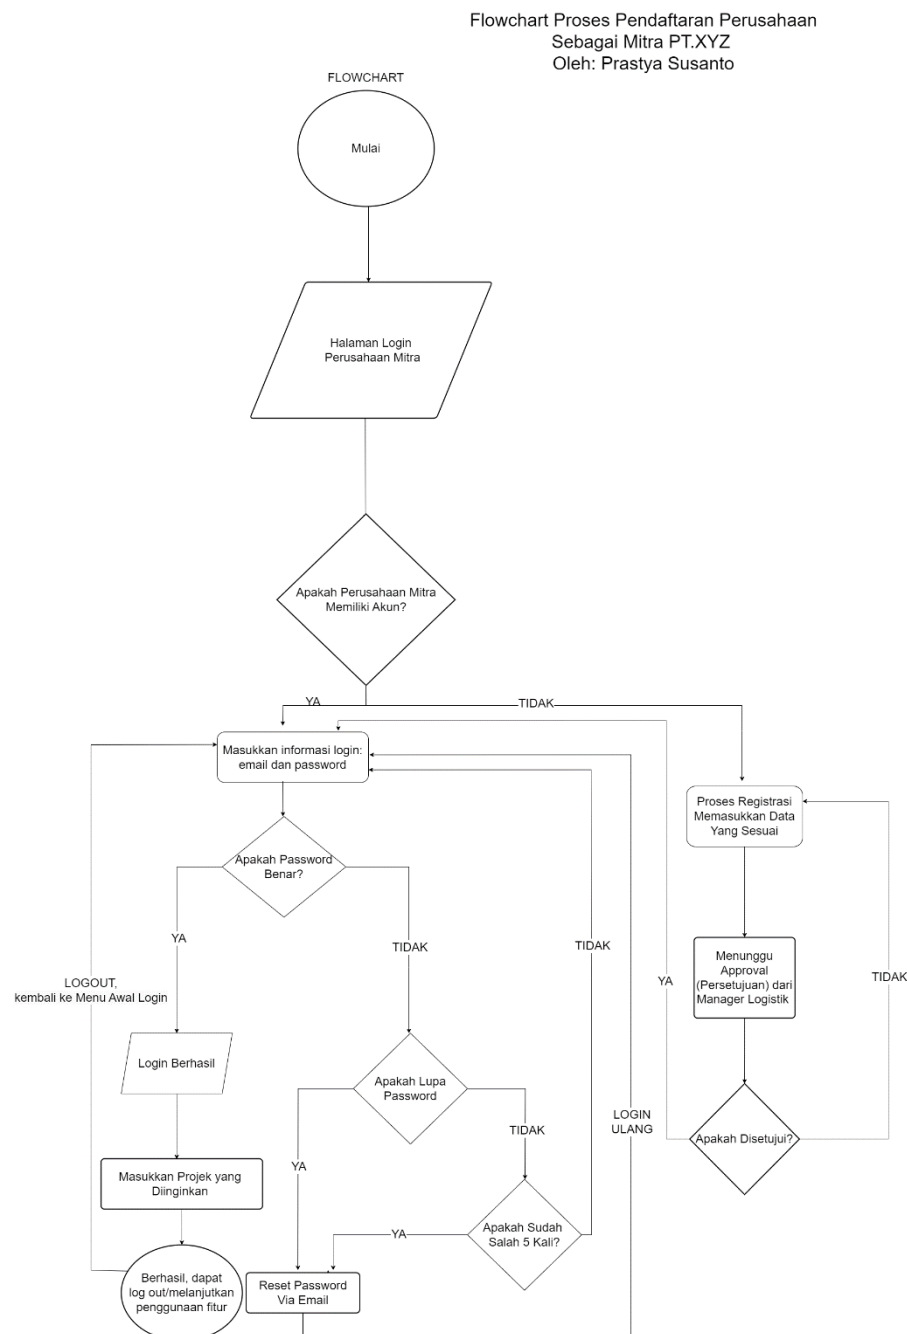 Flowchart Proses Pendaftaran Perusahaan
Sebagai Mitra PT.XYZ
Oleh: Prastya Susanto
FLOWCHART
Mulai
Halaman Login
Perusahaan Mitra
Apakah Perusahaan Mitra
Memiliki Akun?
YA
TIDAK
Masukkan informasi login:
email dan password
Proses Registrasi
Memasukkan Data
Yang Sesuai
Apakah Password
Benar?
YA
TIDAK
TIDAK
Menunggu
Approval
(Persetujuan) dari
Manager Logistik
YA
TIDAK
LOGOUT,
kembali ke Menu Awal Login
Login Berhasil
Apakah Lupa
Password
LOGIN
ULANG
Apakah Disetujui?
YA
TIDAK
Masukkan Projek yang
Diinginkan
Apakah Sudah
Salah 5 Kali?
YA
Berhasil, dapat
log out/melanjutkan
penggunaan fitur
Reset Password
Via Email